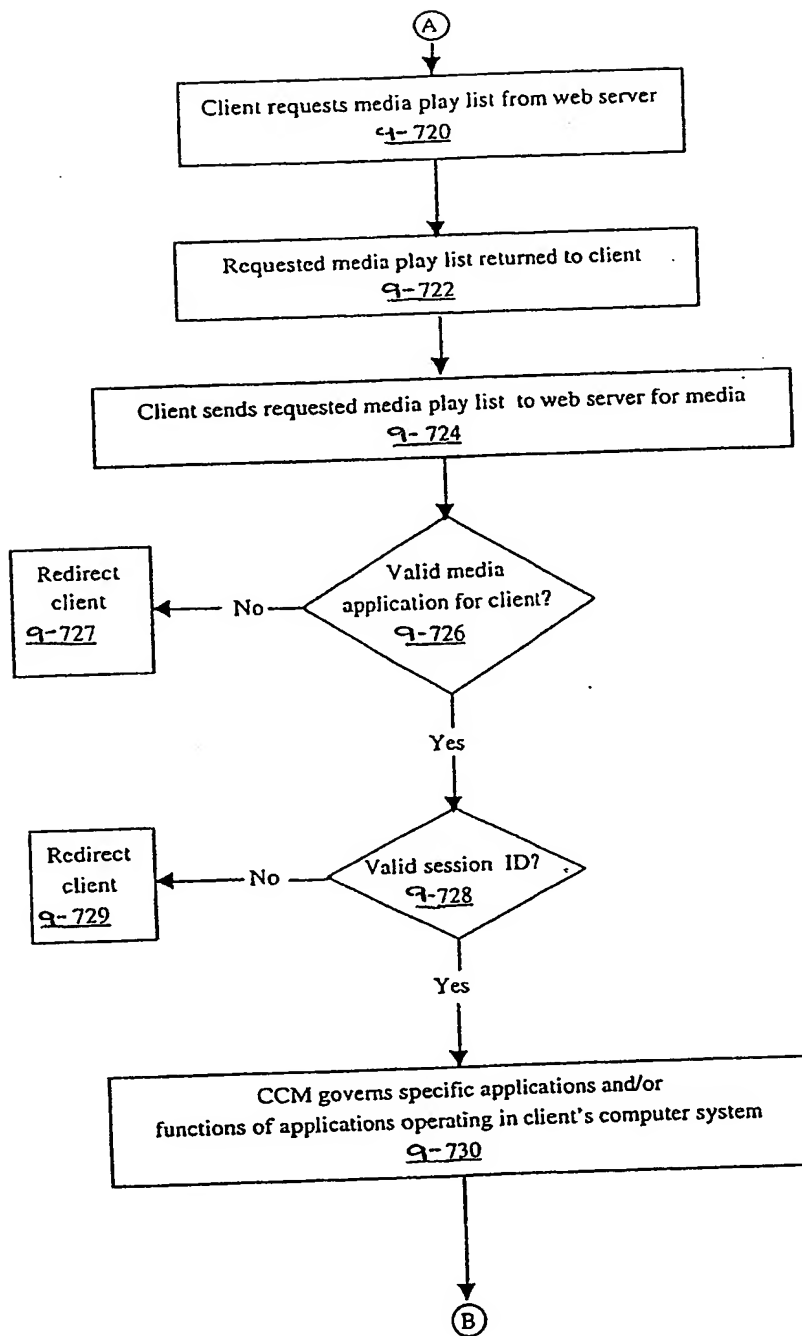 A
Client requests media play list from web server
9-720
Requested media play list returned to client
9-722
Client sends requested media play list to web server for media
9-724
Valid media
application for client?
9-726
No
Redirect
client
9-727
Yes
Valid session ID?
9-728
No
Redirect
client
9-729
Yes
CCM governs specific applications and/or
functions of applications operating in client's computer system
9-730
B